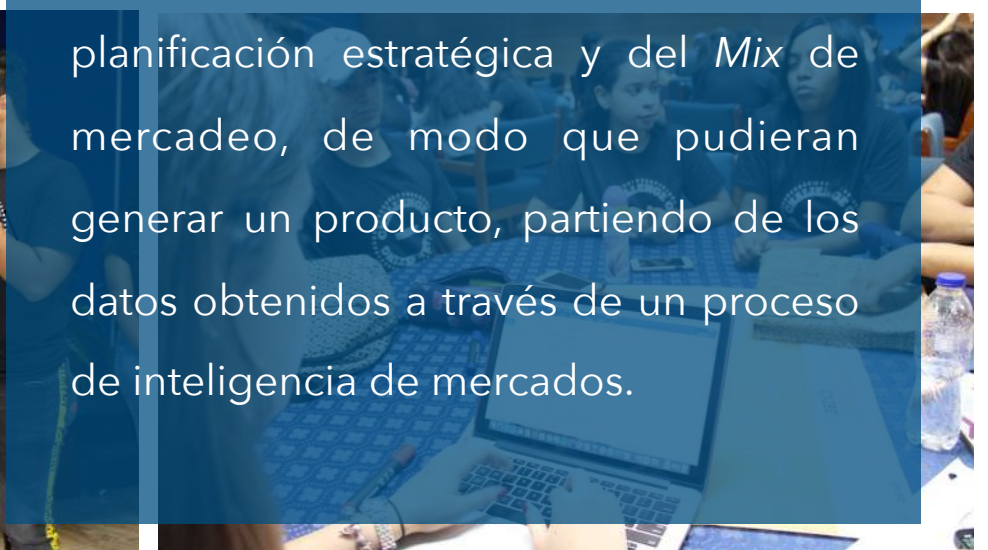 planificación estratégica y del Mix de
mercadeo, de modo que pudieran
generar un producto, partiendo de los
datos obtenidos a través de un proceso
de inteligencia de mercados.